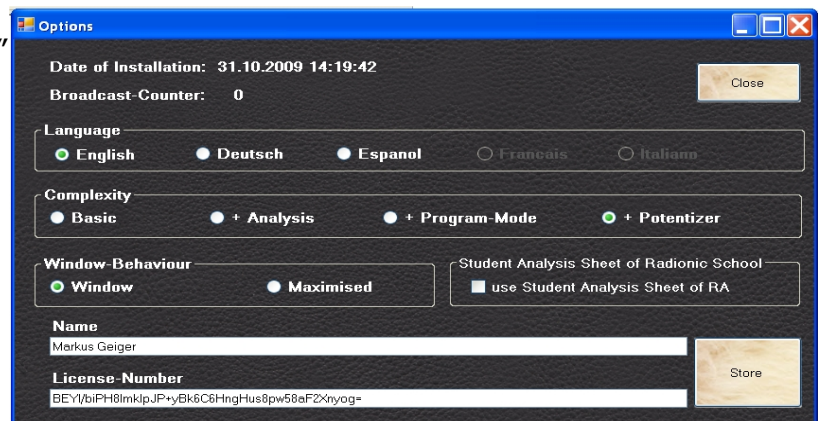 Options
"
Date of Installation: 31.10.2009 14:19:42
Close
Broadcast-Counter: 0
Language
English Deutsch Espanol Francais Italiano
Complexity
Basic + Analysis + Program-Mode + Potentizer
Window-Behaviour Student Analysis Sheet of Radionic School
Window Maximised use Student Analysis Sheet of RA
Name
Markus Geiger
License-Number Store
BEYl/biPH8lmklpJP+yBk6C6HngHus8pw58aF2Xnyog=